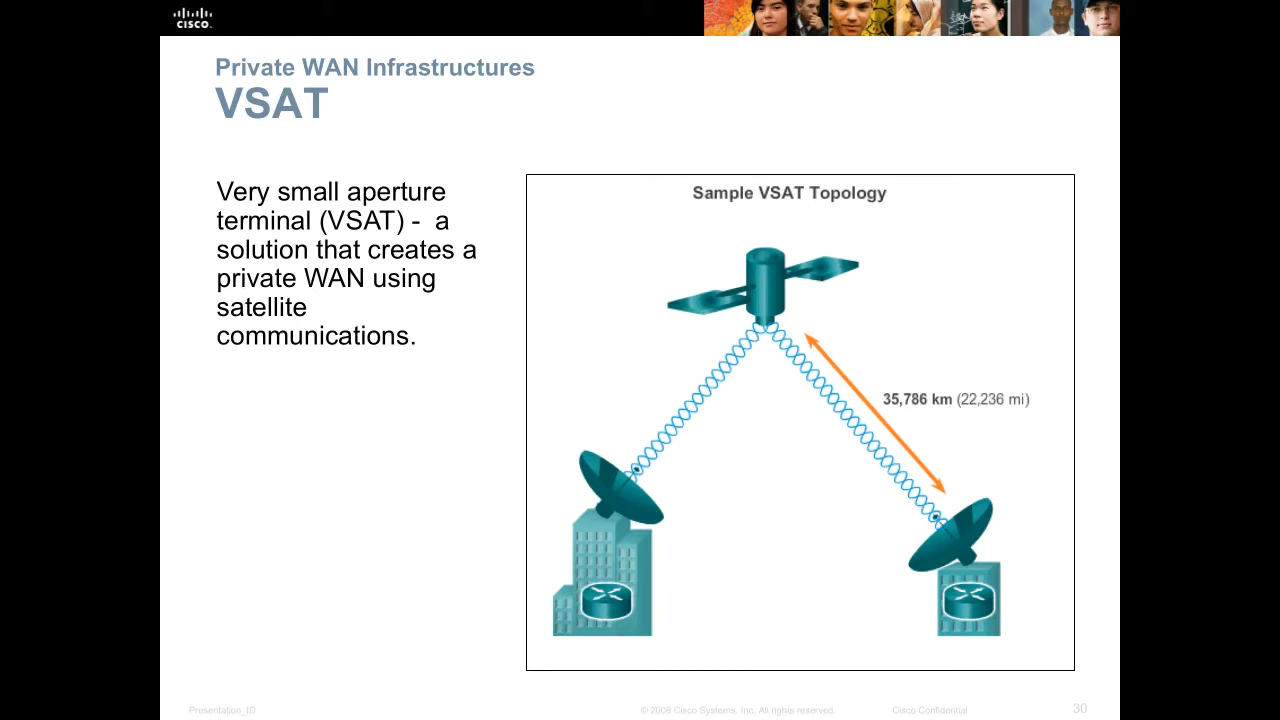 CISCO.
Private WAN Infrastructures
VSAT
Very small aperture
terminal (VSAT) -  a
solution that creates a
private WAN using
satellite
communications.
Sample VSAT Topology
35,786 km (22,236 mi)
Presentation_ID
© 2008 Cisco Systems, Inc. All rights reserved.
Cisco Confidential
30